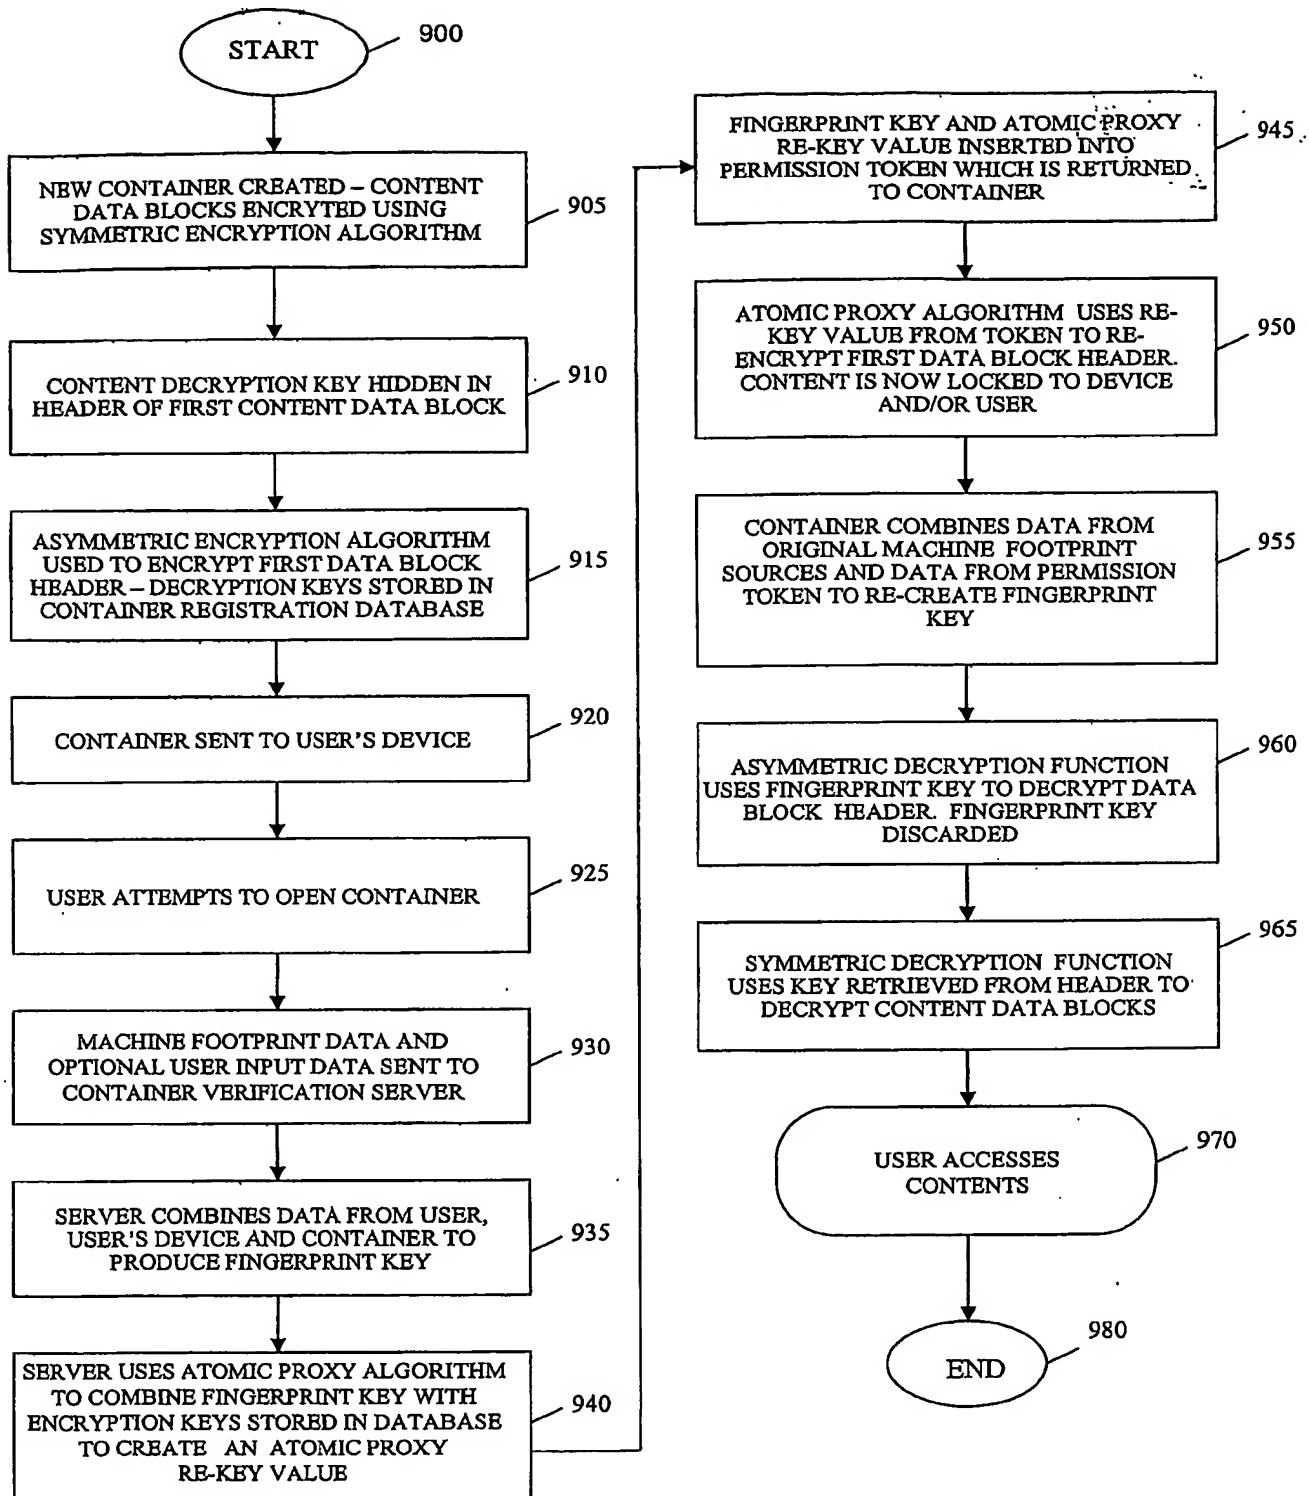 START
900
NEW CONTAINER CREATED – CONTENT
DATA BLOCKS ENCRYTED USING
SYMMETRIC ENCRYPTION ALGORITHM
905
CONTENT DECRYPTION KEY HIDDEN IN
HEADER OF FIRST CONTENT DATA BLOCK
910
ASYMMETRIC ENCRYPTION ALGORITHM
USED TO ENCRYPT FIRST DATA BLOCK
HEADER – DECRYPTION KEYS STORED IN
CONTAINER REGISTRATION DATABASE
915
CONTAINER SENT TO USER'S DEVICE
920
USER ATTEMPTS TO OPEN CONTAINER
925
MACHINE FOOTPRINT DATA AND
OPTIONAL USER INPUT DATA SENT TO
CONTAINER VERIFICATION SERVER
930
SERVER COMBINES DATA FROM USER,
USER'S DEVICE AND CONTAINER TO
PRODUCE FINGERPRINT KEY
935
SERVER USES ATOMIC PROXY ALGORITHM
TO COMBINE FINGERPRINT KEY WITH
ENCRYPTION KEYS STORED IN DATABASE
TO CREATE AN ATOMIC PROXY
RE-KEY VALUE
940
FINGERPRINT KEY AND ATOMIC PROXY
RE-KEY VALUE INSERTED INTO
PERMISSION TOKEN WHICH IS RETURNED
TO CONTAINER
945
ATOMIC PROXY ALGORITHM USES RE-
KEY VALUE FROM TOKEN TO RE-
ENCRYPT FIRST DATA BLOCK HEADER.
CONTENT IS NOW LOCKED TO DEVICE
AND/OR USER
950
CONTAINER COMBINES DATA FROM
ORIGINAL MACHINE FOOTPRINT
SOURCES AND DATA FROM PERMISSION
TOKEN TO RE-CREATE FINGERPRINT
KEY
955
ASYMMETRIC DECRYPTION FUNCTION
USES FINGERPRINT KEY TO DECRYPT DATA
BLOCK HEADER. FINGERPRINT KEY
DISCARDED
960
SYMMETRIC DECRYPTION FUNCTION
USES KEY RETRIEVED FROM HEADER TO
DECRYPT CONTENT DATA BLOCKS
965
USER ACCESSES
CONTENTS
970
END
980